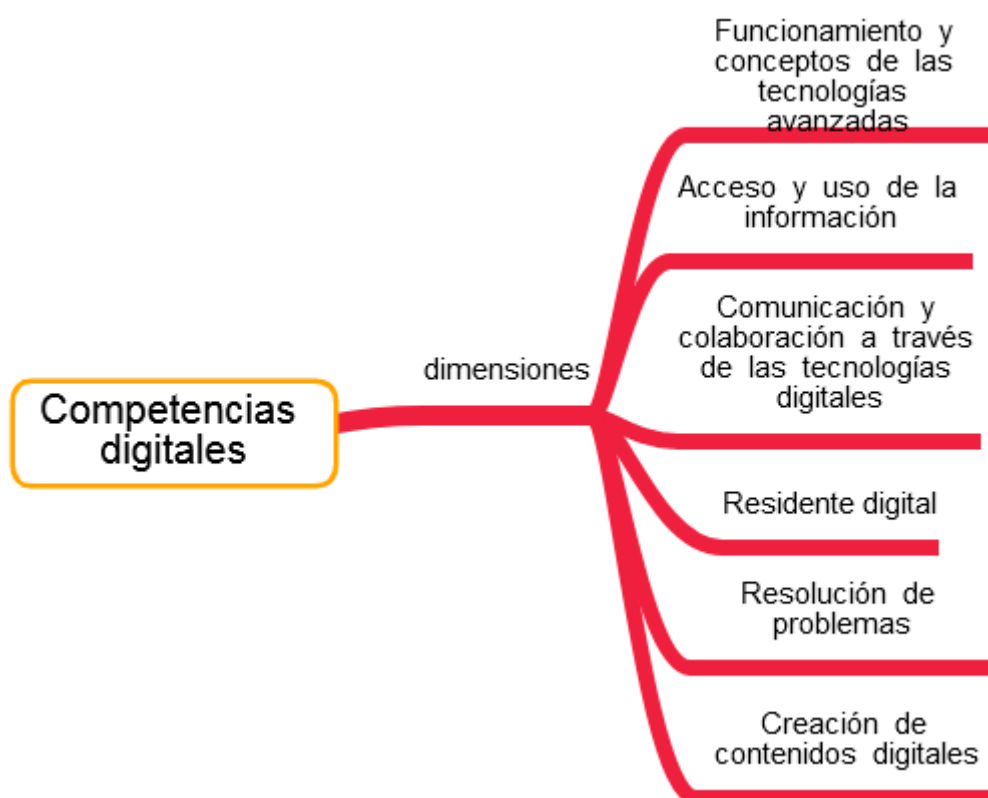 Funcionamiento y
conceptos de las
tecnologías
avanzadas
Acceso y uso de la
información
Comunicación y
colaboración a través
de las tecnologías
digitales
dimensiones
Competencias
digitales
Residente digital
Resolución de
problemas
Creación de
contenidos digitales